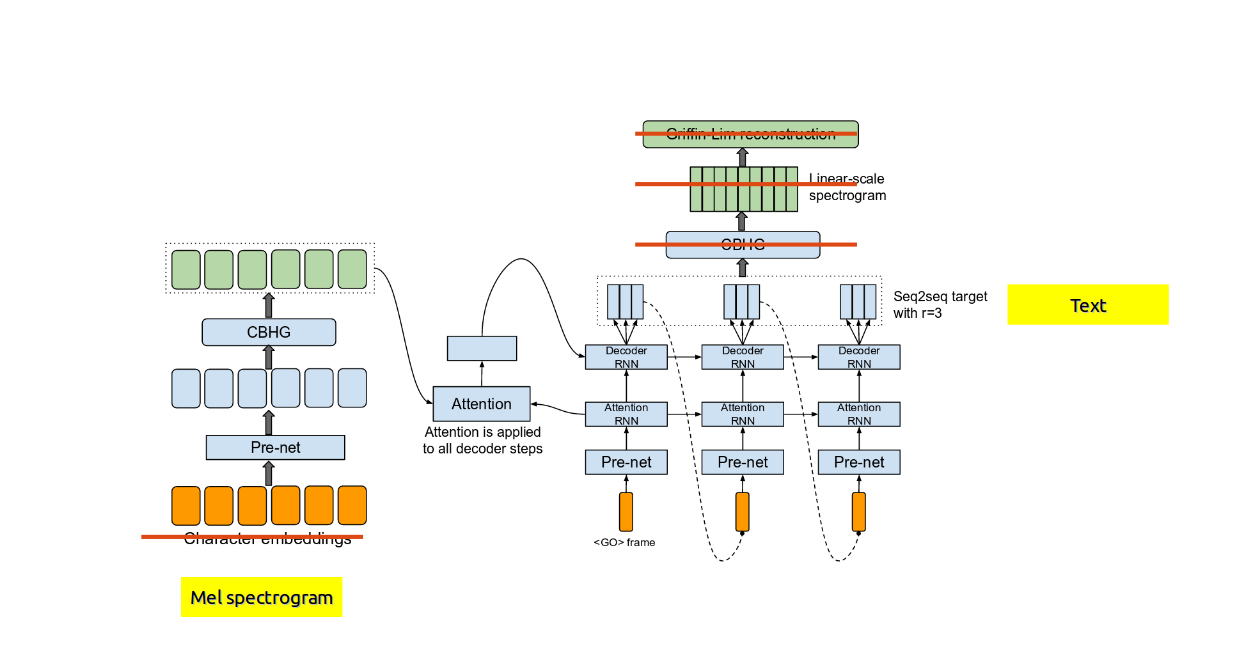 Griffin-Lim reconstruction
Linear-scale
spectrogram
CBHG
Seq2seq target
with r=3
Text
CBHG
Decoder
RNN
Decoder
RNN
Decoder
RNN
Attention
Attention
RNN
Attention
RNN
Attention
RNN
Attention is applied
to all decoder steps
Pre-net
Pre-net
Pre-net
Pre-net
<GO> frame
Character embeddings
Mel spectrogram